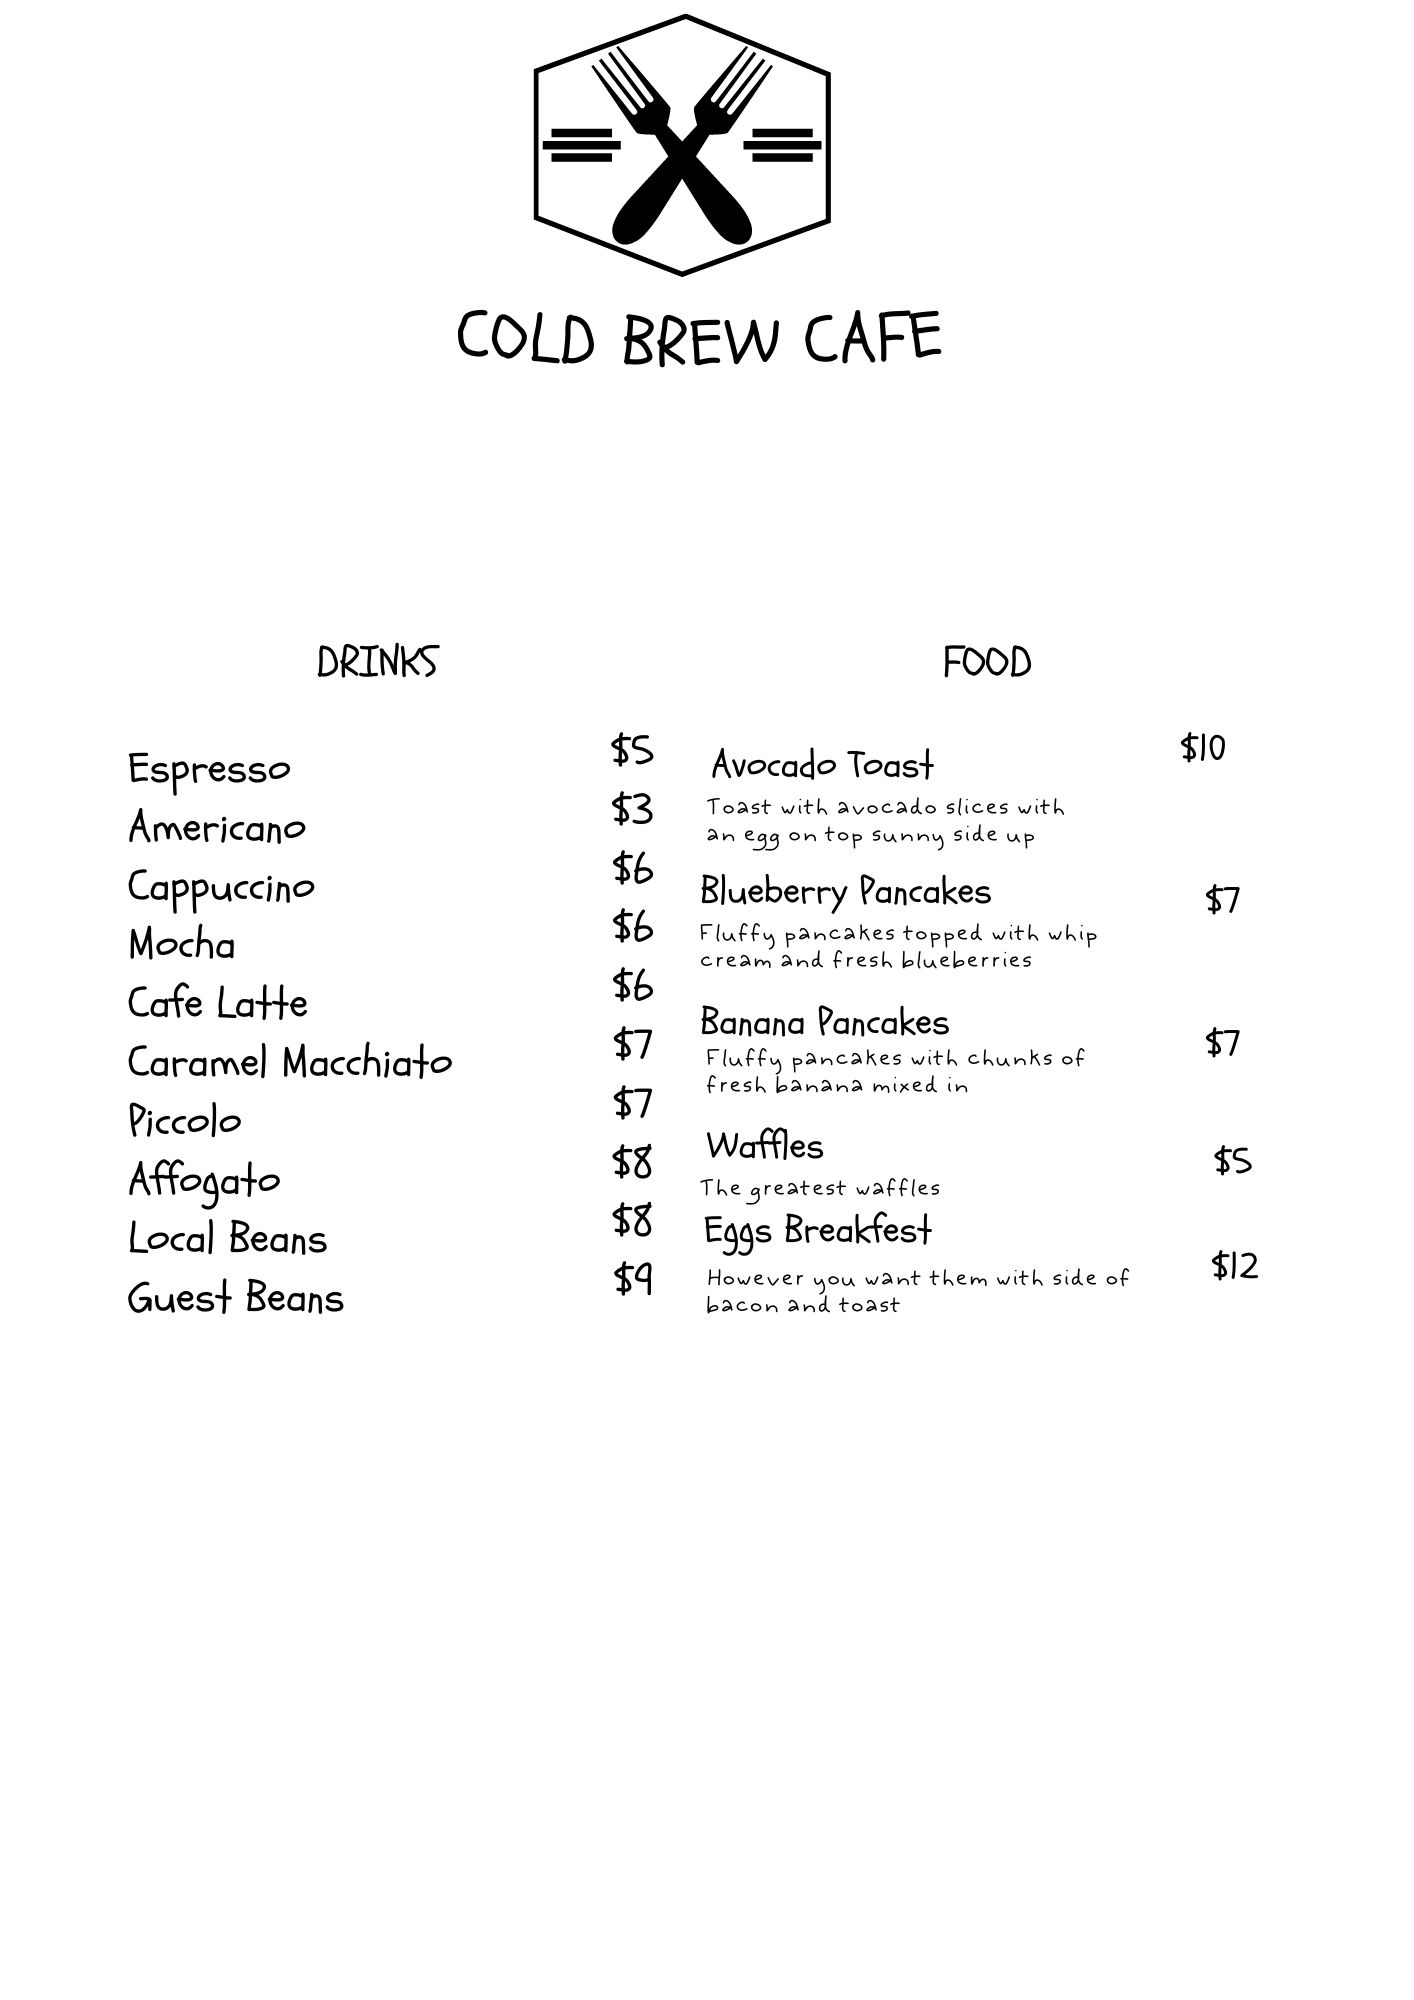 COLD BREW CAFE
DRINKS
Espresso $5
Americano $3
Cappuccino $6
Mocha $6
Cafe Latte $6
Caramel Macchiato $7
Piccolo $7
Affogato $8
Local Beans $8
Guest Beans $9
FOOD
Avocado Toast $10
Toast with avocado slices with
an egg on top sunny side up
Blueberry Pancakes $7
Fluffy pancakes topped with whip
cream and fresh blueberries
Banana Pancakes $7
Fluffy pancakes with chunks of
fresh banana mixed in
Waffles $5
The greatest waffles
Eggs Breakfest $12
However you want them with side of
bacon and toast